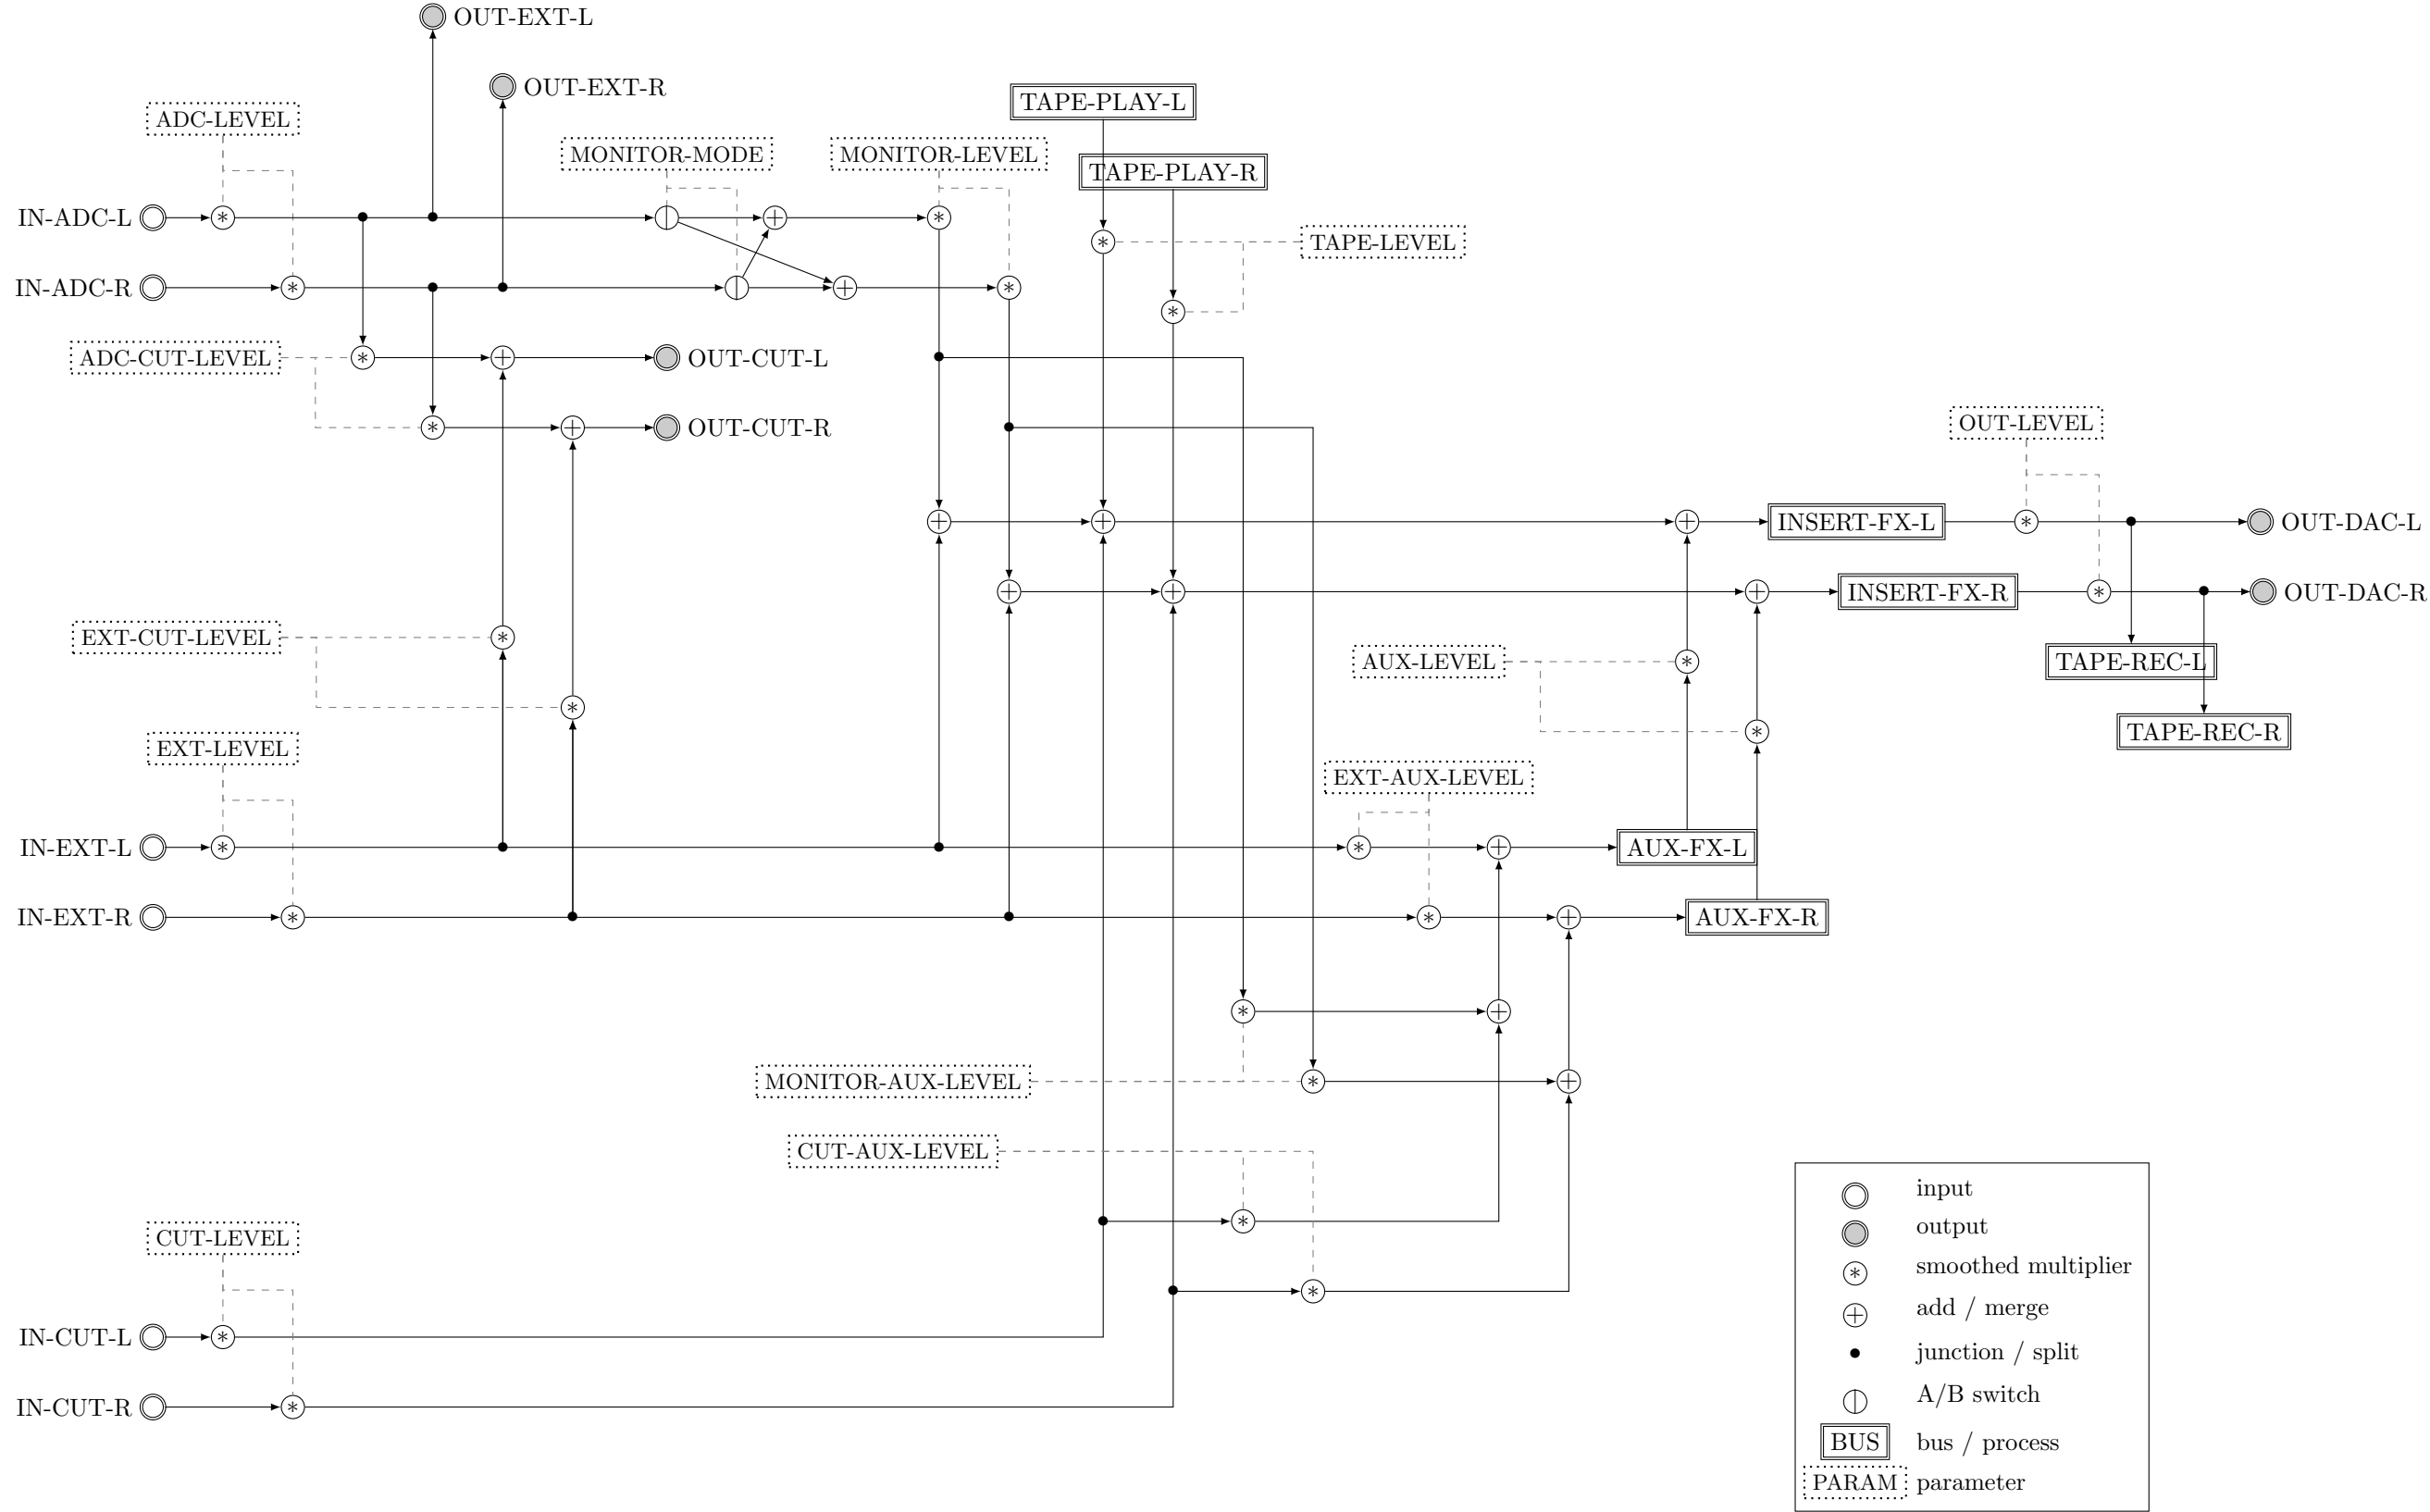 OUT-EXT-L
OUT-EXT-R
TAPE-PLAY-L
ADC-LEVEL
MONITOR-MODE
MONITOR-LEVEL
TAPE-PLAY-R
IN-ADC-L
TAPE-LEVEL
IN-ADC-R
ADC-CUT-LEVEL
OUT-CUT-L
OUT-CUT-R
OUT-LEVEL
INSERT-FX-L
OUT-DAC-L
INSERT-FX-R
OUT-DAC-R
EXT-CUT-LEVEL
AUX-LEVEL
TAPE-REC-L
TAPE-REC-R
EXT-LEVEL
EXT-AUX-LEVEL
IN-EXT-L
AUX-FX-L
IN-EXT-R
AUX-FX-R
MONITOR-AUX-LEVEL
CUT-AUX-LEVEL
CUT-LEVEL
IN-CUT-L
IN-CUT-R
input
output
smoothed multiplier
add / merge
junction / split
A/B switch
BUS bus / process
PARAM parameter